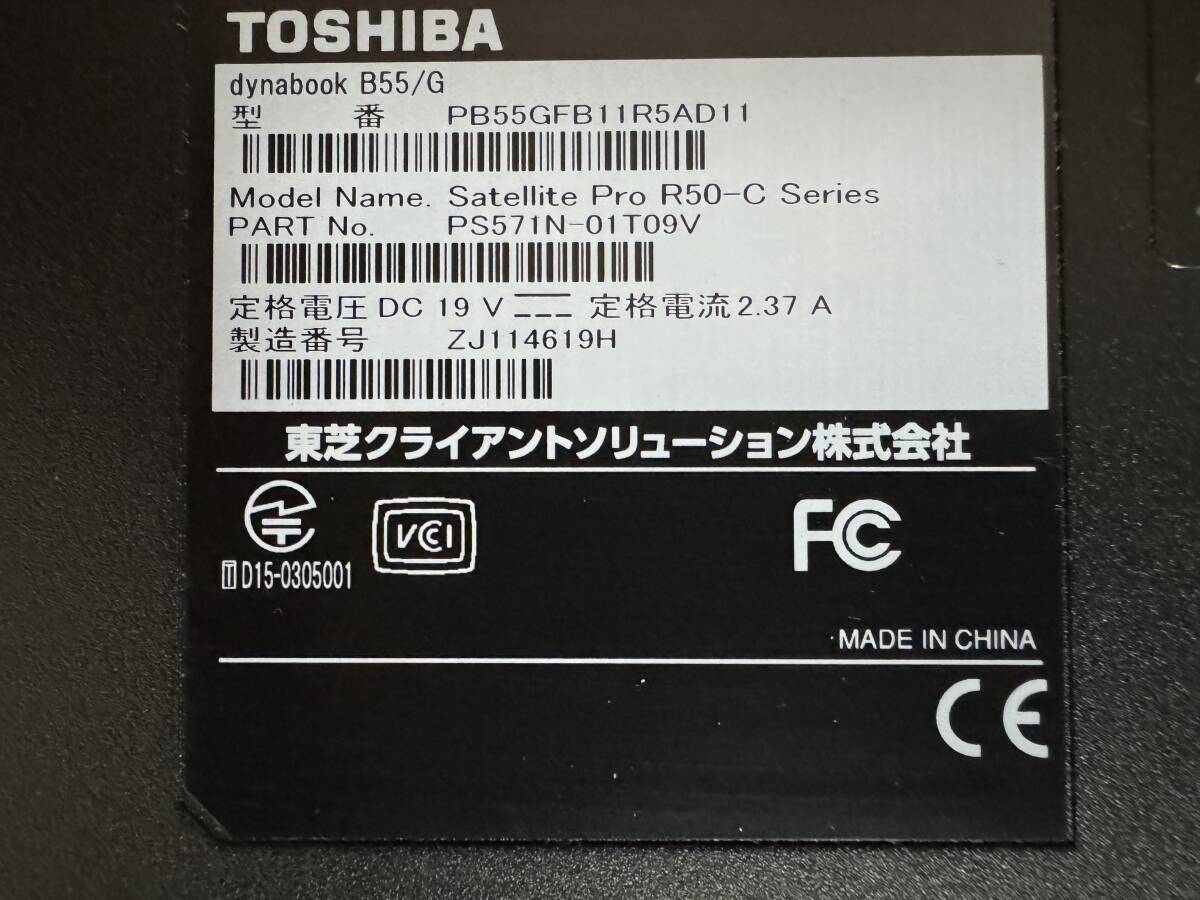 TOSHIBA
dynabook B55/G
型 番 PB55GFB11R5AD11
Model Name. Satellite Pro R50-C Series
PART No. PS571N-01T09V
定格電圧 DC 19 V 定格電流 2.37 A
製造番号 ZJ114619H
東芝クライアントソリューション株式会社
VCI
FC
T D15-0305001
MADE IN CHINA
CE